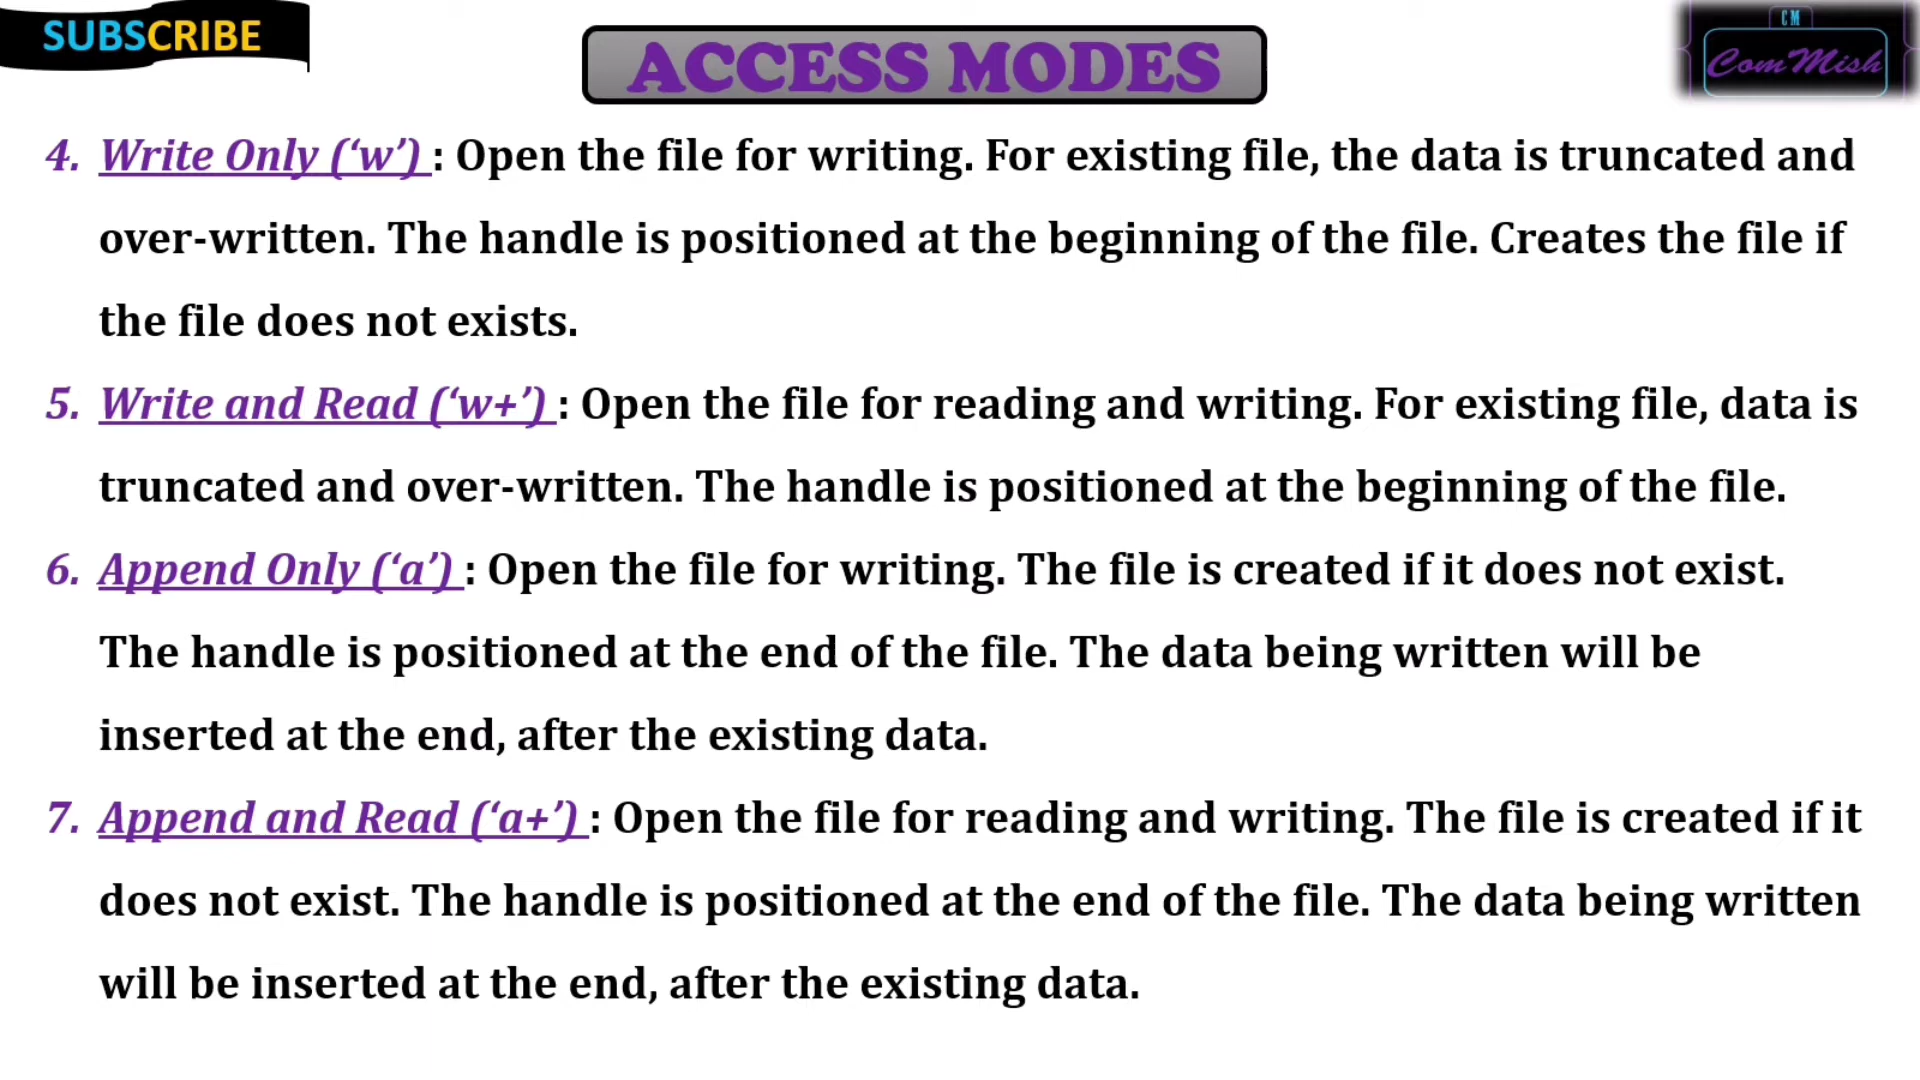 SUBSCRIBE
ACCESS MODES
CM
ComMish
4. Write Only (‘w’) : Open the file for writing. For existing file, the data is truncated and
over-written. The handle is positioned at the beginning of the file. Creates the file if
the file does not exists.
5. Write and Read (‘w+’) : Open the file for reading and writing. For existing file, data is
truncated and over-written. The handle is positioned at the beginning of the file.
6. Append Only (‘a’) : Open the file for writing. The file is created if it does not exist.
The handle is positioned at the end of the file. The data being written will be
inserted at the end, after the existing data.
7. Append and Read (‘a+’) : Open the file for reading and writing. The file is created if it
does not exist. The handle is positioned at the end of the file. The data being written
will be inserted at the end, after the existing data.